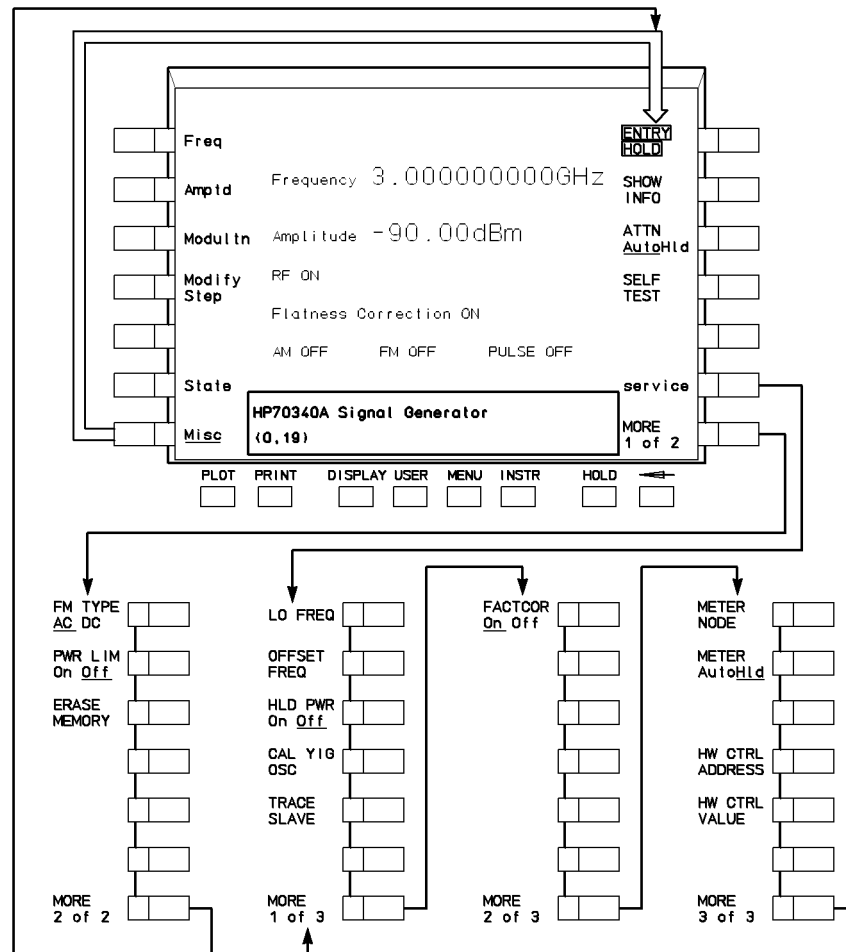 Freq
Amptd
Modultn
Modify
Step
State
Misc
Frequency 3.000000000GHz
Amplitude -90.00dBm
RF ON
Flatness Correction ON
AM OFF FM OFF PULSE OFF
HP70340A Signal Generator
(0,19)
ENTRY
HOLD
SHOW
INFO
ATTN
AutoHld
SELF
TEST
service
MORE
1 of 2
PLOT PRINT DISPLAY USER MENU INSTR HOLD
FM TYPE
AC DC
PWR LIM
On Off
ERASE
MEMORY
MORE
2 of 2
LO FREQ
OFFSET
FREQ
HLD PWR
On Off
CAL YIG
OSC
TRACE
SLAVE
MORE
1 of 3
FACTCOR
On Off
MORE
2 of 3
METER
NODE
METER
AutoHld
HW CTRL
ADDRESS
HW CTRL
VALUE
MORE
3 of 3